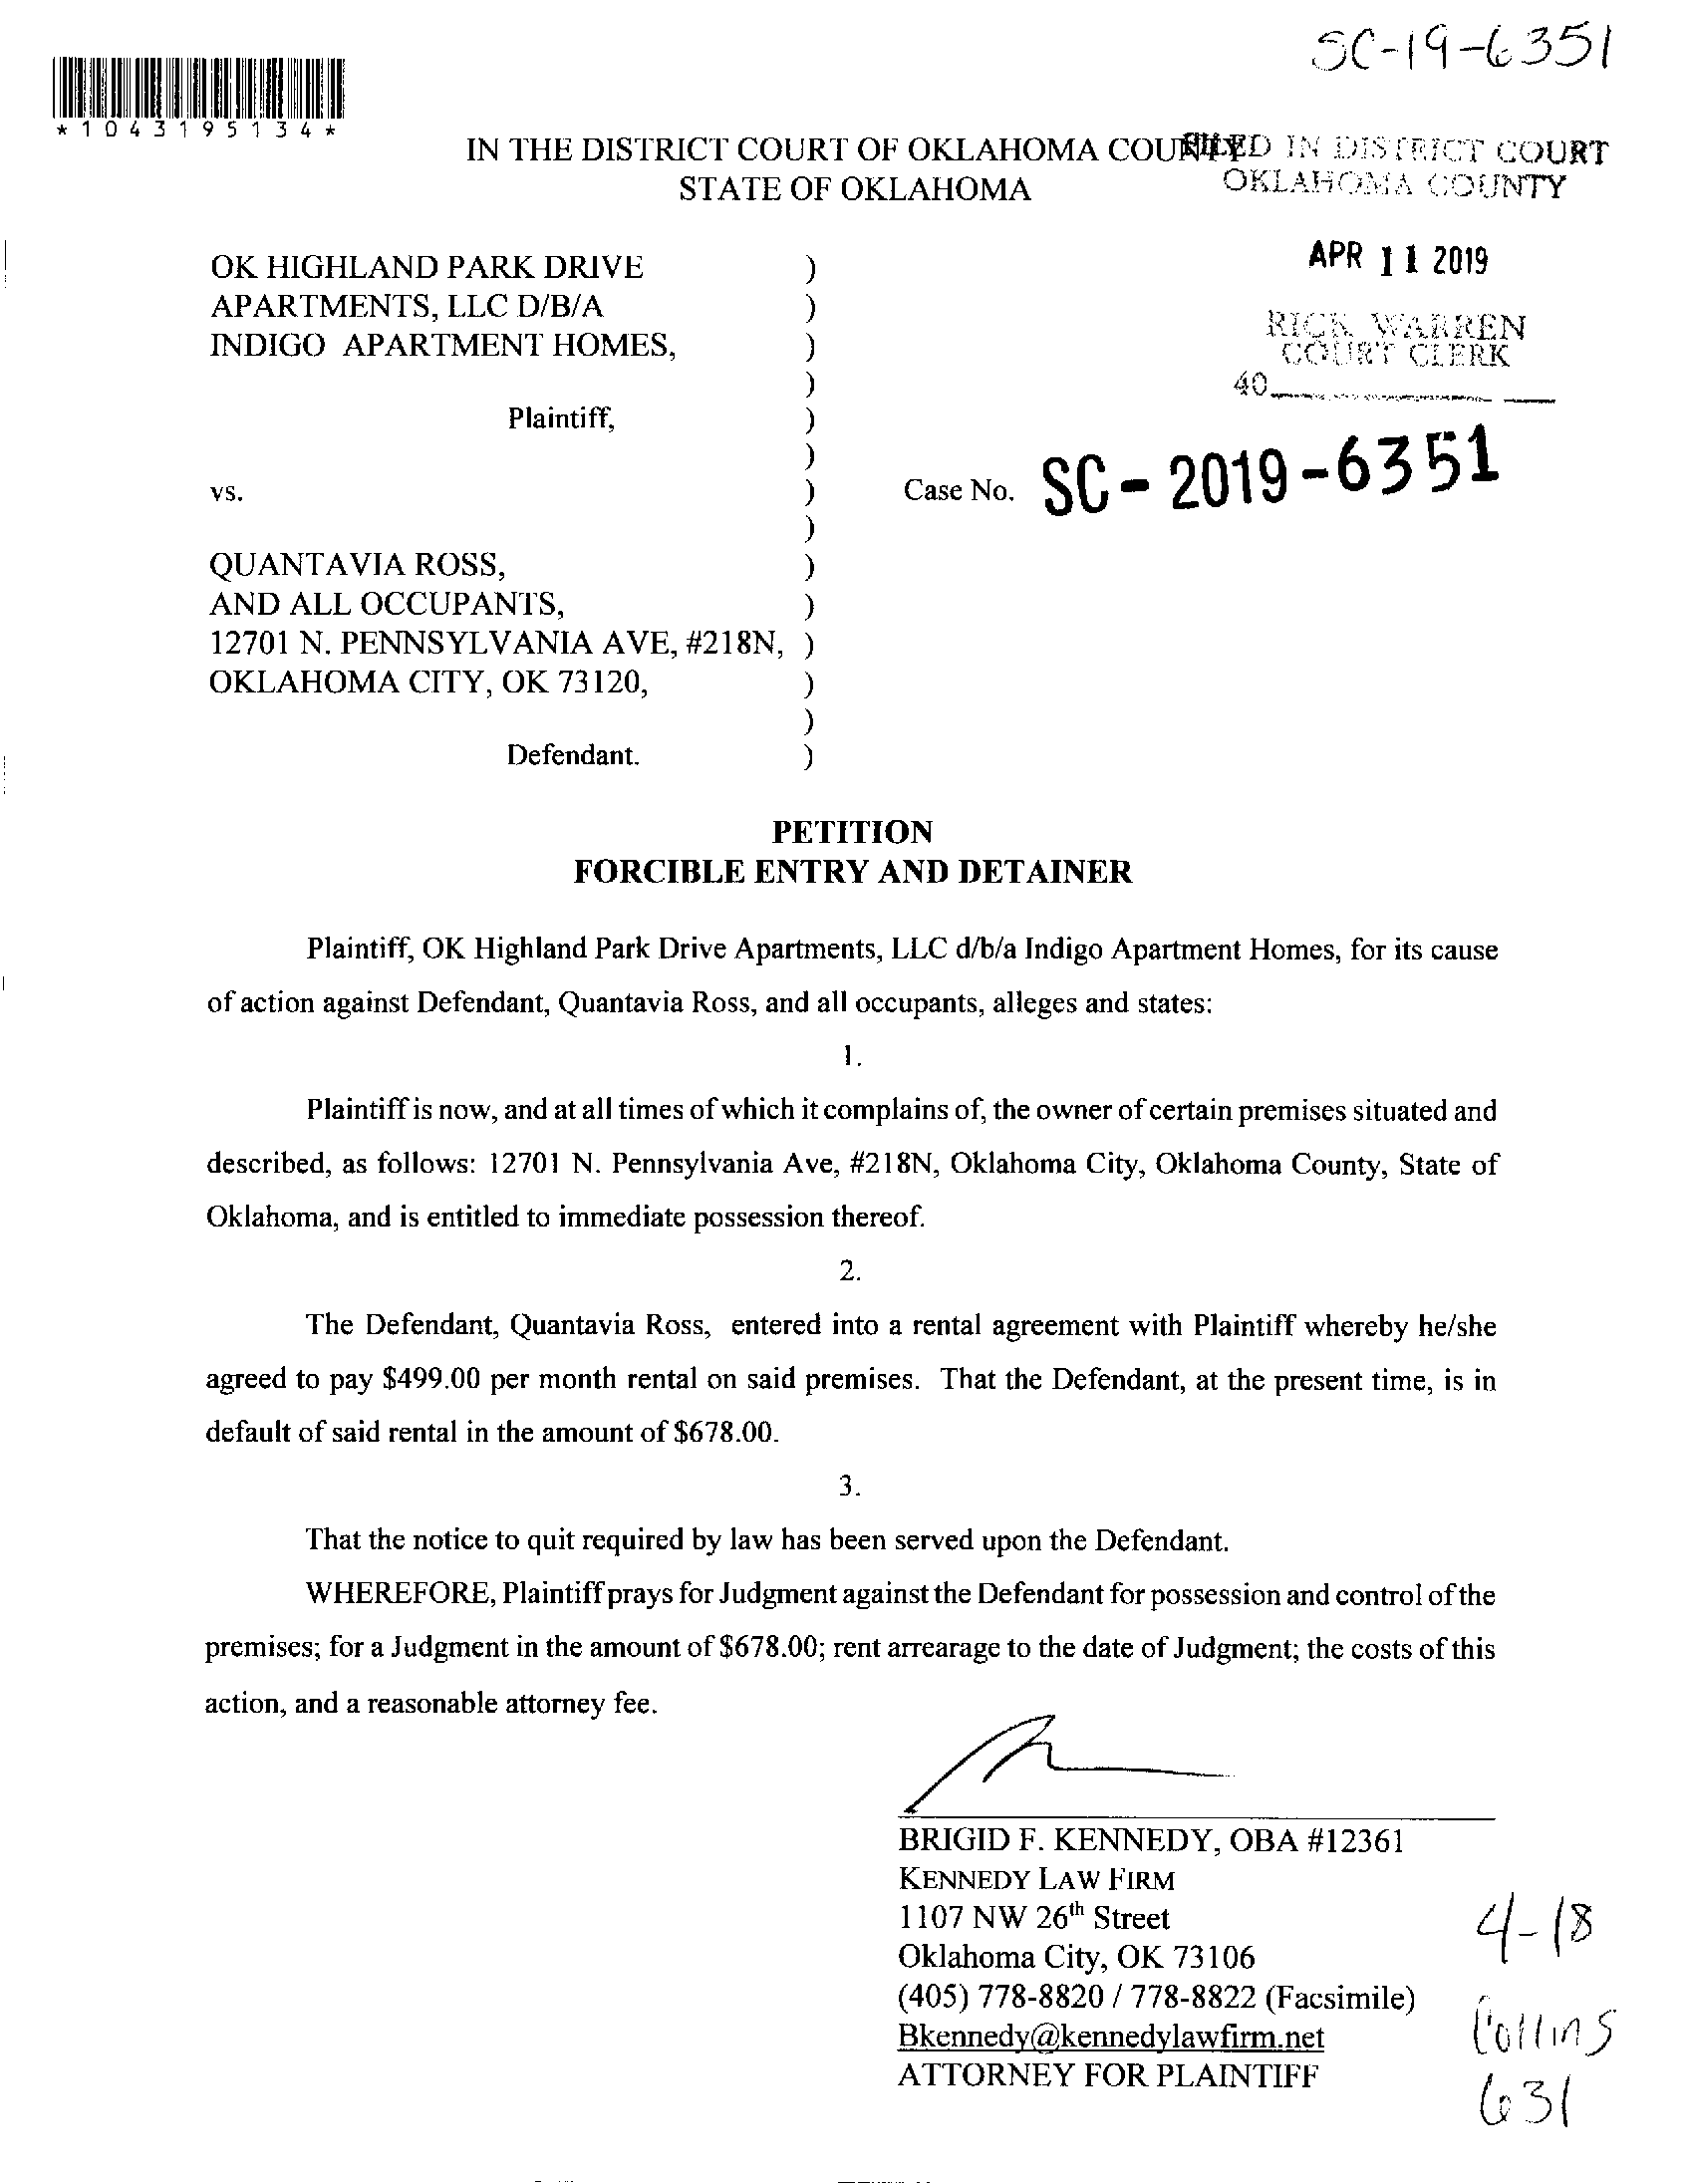 SC-19-6351
*1043195134*
IN THE DISTRICT COURT OF OKLAHOMA COUNTY
STATE OF OKLAHOMA
FILED IN DISTRICT COURT
OKLAHOMA COUNTY
APR 11 2019
RICK WARREN
COURT CLERK
40
OK HIGHLAND PARK DRIVE )
APARTMENTS, LLC D/B/A )
INDIGO APARTMENT HOMES, )
)
Plaintiff, )
)
vs. ) Case No. SC-2019-6351
)
QUANTAVIA ROSS, )
AND ALL OCCUPANTS, )
12701 N. PENNSYLVANIA AVE, #218N, )
OKLAHOMA CITY, OK 73120, )
)
Defendant. )
PETITION
FORCIBLE ENTRY AND DETAINER
Plaintiff, OK Highland Park Drive Apartments, LLC d/b/a Indigo Apartment Homes, for its cause
of action against Defendant, Quantavia Ross, and all occupants, alleges and states:
1.
Plaintiff is now, and at all times of which it complains of, the owner of certain premises situated and
described, as follows: 12701 N. Pennsylvania Ave, #218N, Oklahoma City, Oklahoma County, State of
Oklahoma, and is entitled to immediate possession thereof.
2.
The Defendant, Quantavia Ross, entered into a rental agreement with Plaintiff whereby he/she
agreed to pay $499.00 per month rental on said premises. That the Defendant, at the present time, is in
default of said rental in the amount of $678.00.
3.
That the notice to quit required by law has been served upon the Defendant.
WHEREFORE, Plaintiff prays for Judgment against the Defendant for possession and control of the
premises; for a Judgment in the amount of $678.00; rent arrearage to the date of Judgment; the costs of this
action, and a reasonable attorney fee.
BRIGID F. KENNEDY, OBA #12361
KENNEDY LAW FIRM
1107 NW 26th Street
Oklahoma City, OK 73106
(405) 778-8820 / 778-8822 (Facsimile)
Bkennedy@kennedylawfirm.net
ATTORNEY FOR PLAINTIFF
4-18
Collins
631